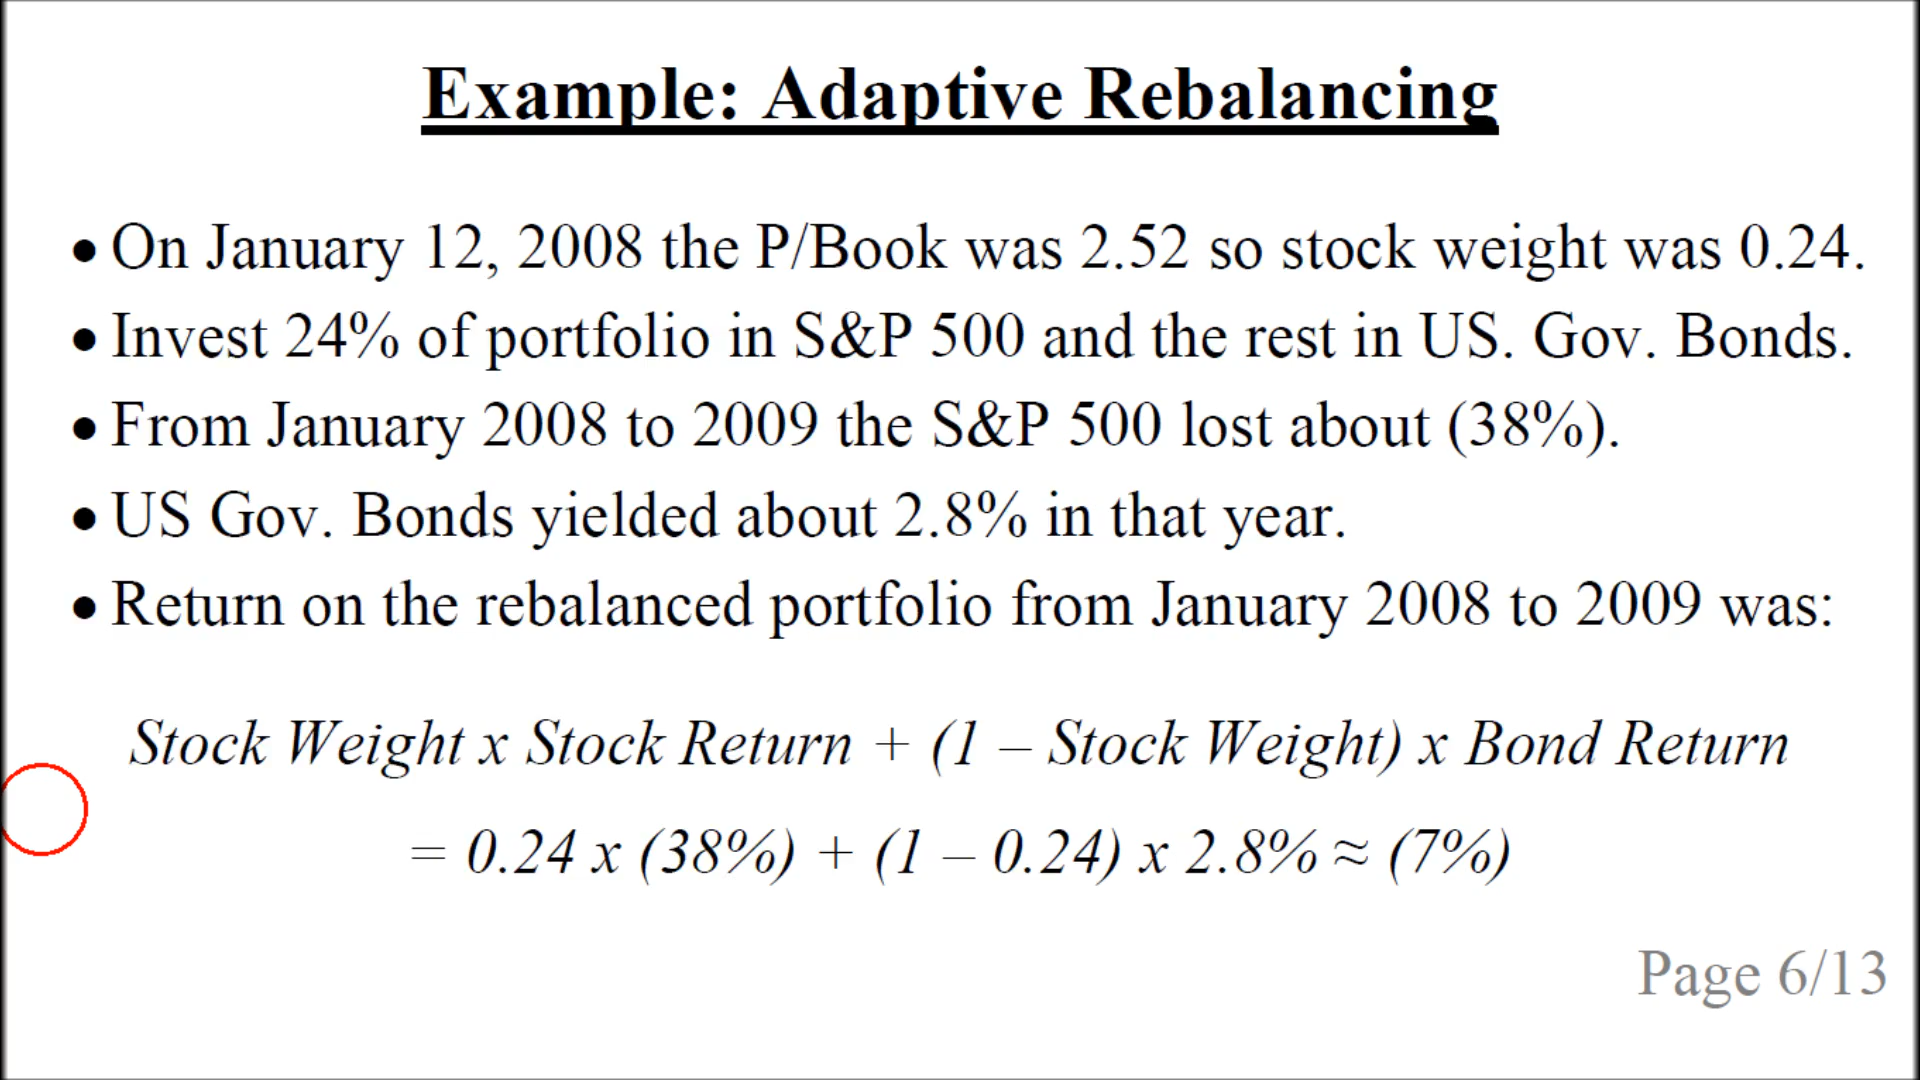 Example: Adaptive Rebalancing
• On January 12, 2008 the P/Book was 2.52 so stock weight was 0.24.
• Invest 24% of portfolio in S&P 500 and the rest in US. Gov. Bonds.
• From January 2008 to 2009 the S&P 500 lost about (38%).
• US Gov. Bonds yielded about 2.8% in that year.
• Return on the rebalanced portfolio from January 2008 to 2009 was:
Stock Weight x Stock Return + (1 – Stock Weight) x Bond Return
= 0.24 x (38%) + (1 – 0.24) x 2.8% ≈ (7%)
Page 6/13